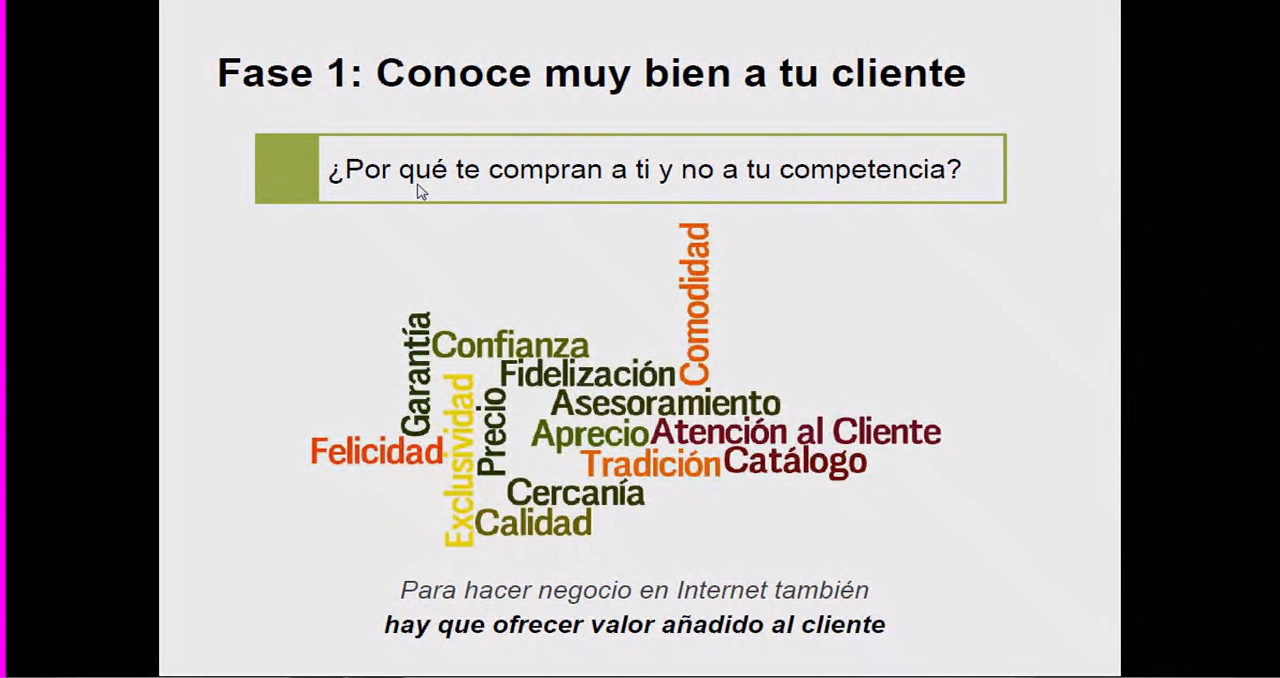 Fase 1: Conoce muy bien a tu cliente
¿Por qué te compran a ti y no a tu competencia?
Comodidad
Garantía
Confianza
Fidelización
Exclusividad
Precio
Asesoramiento
Aprecio
Atención al Cliente
Felicidad
Tradición
Catálogo
Cercanía
Calidad
Para hacer negocio en Internet también
hay que ofrecer valor añadido al cliente